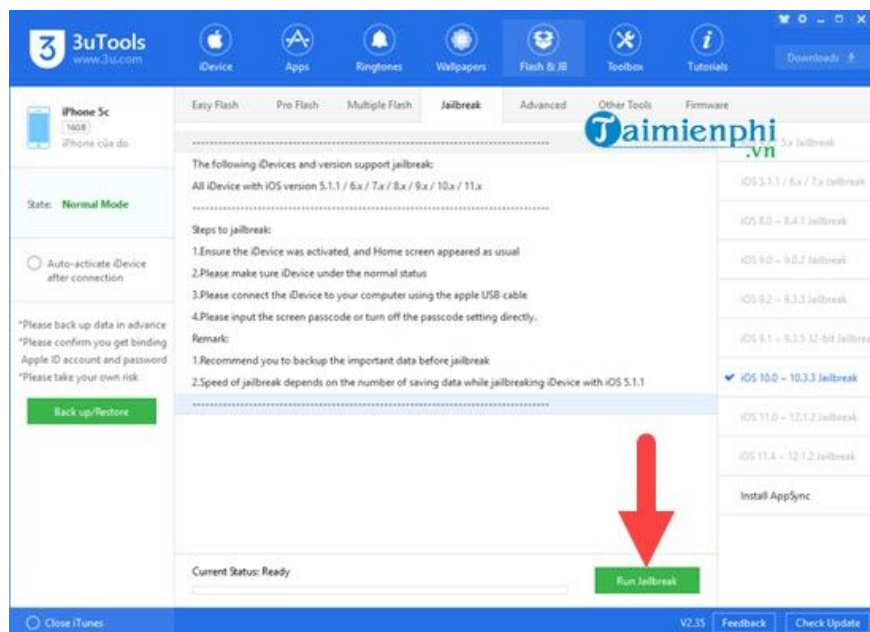 3 3uTools
www.3u.com
iDevice Apps Ringtones Wallpapers Flash & JB Toolbox Tutorials
Downloads
iPhone 5c
16GB
iPhone của do
State: Normal Mode
Auto-activate iDevice
after connection
*Please back up data in advance
*Please confirm you get binding
Apple ID account and password
*Please take your own risk
Back up/Restore
Easy Flash Pro Flash Multiple Flash Jailbreak Advanced Other Tools Firmware
Taimienphi
.vn
----------------------------------------------------------------
The following iDevices and version support jailbreak:
All iDevice with iOS version 5.1.1 / 6.x / 7.x / 8.x / 9.x / 10.x / 11.x
----------------------------------------------------------------
Steps to jailbreak:
1.Ensure the iDevice was activated, and Home screen appeared as usual
2.Please make sure iDevice under the normal status
3.Please connect the iDevice to your computer using the apple USB cable
4.Please input the screen passcode or turn off the passcode setting directly.
Remark:
1.Recommend you to backup the important data before jailbreak
2.Speed of jailbreak depends on the number of saving data while jailbreaking iDevice with iOS 5.1.1
----------------------------------------------------------------
5.x Jailbreak
iOS 5.1.1 / 6.x / 7.x Jailbreak
iOS 8.0 ~ 8.4.1 Jailbreak
iOS 9.0 ~ 9.0.2 Jailbreak
iOS 9.2 ~ 9.3.3 Jailbreak
iOS 9.1 ~ 9.3.5 32-bit Jailbrea
iOS 10.0 ~ 10.3.3 Jailbreak
iOS 11.0 ~ 12.1.2 Jailbreak
iOS 11.4 ~ 12.1.2 Jailbreak
Install AppSync
Current Status: Ready
Run Jailbreak
Close iTunes
V2.35 Feedback Check Update